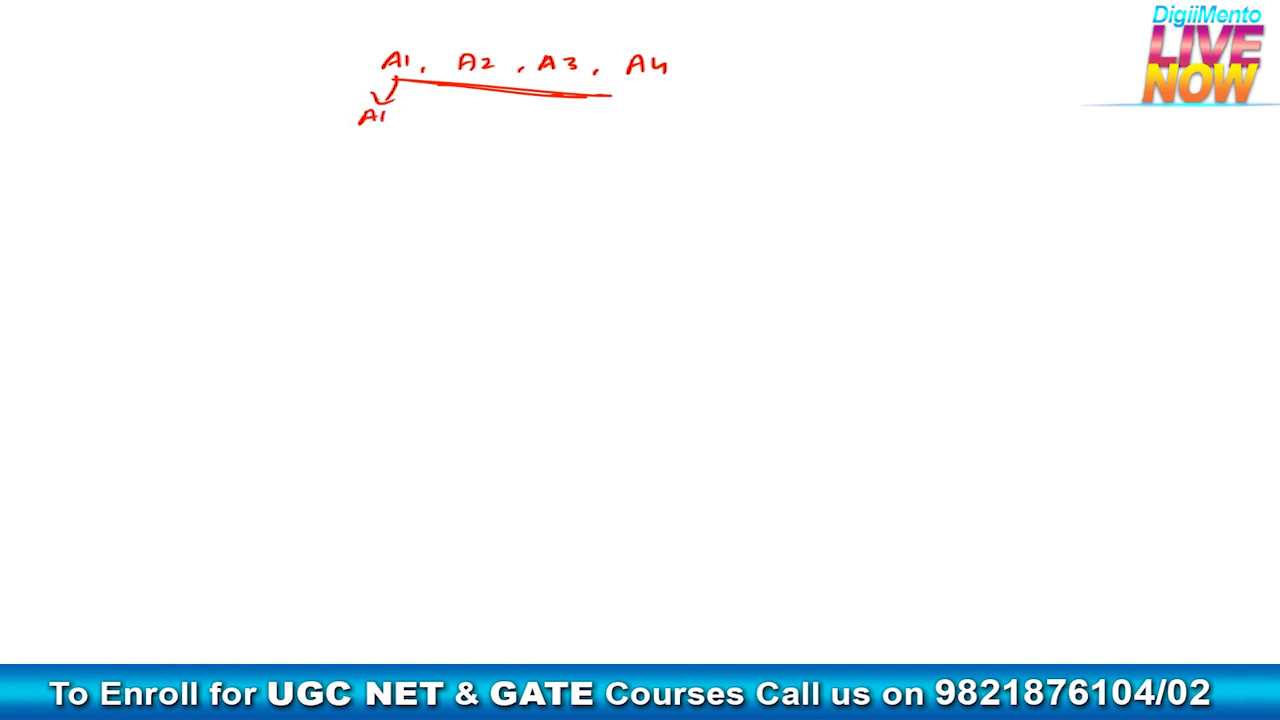 DigiiMento
LIVE
NOW
A1, A2, A3, A4
A1
To Enroll for UGC NET & GATE Courses Call us on 9821876104/02